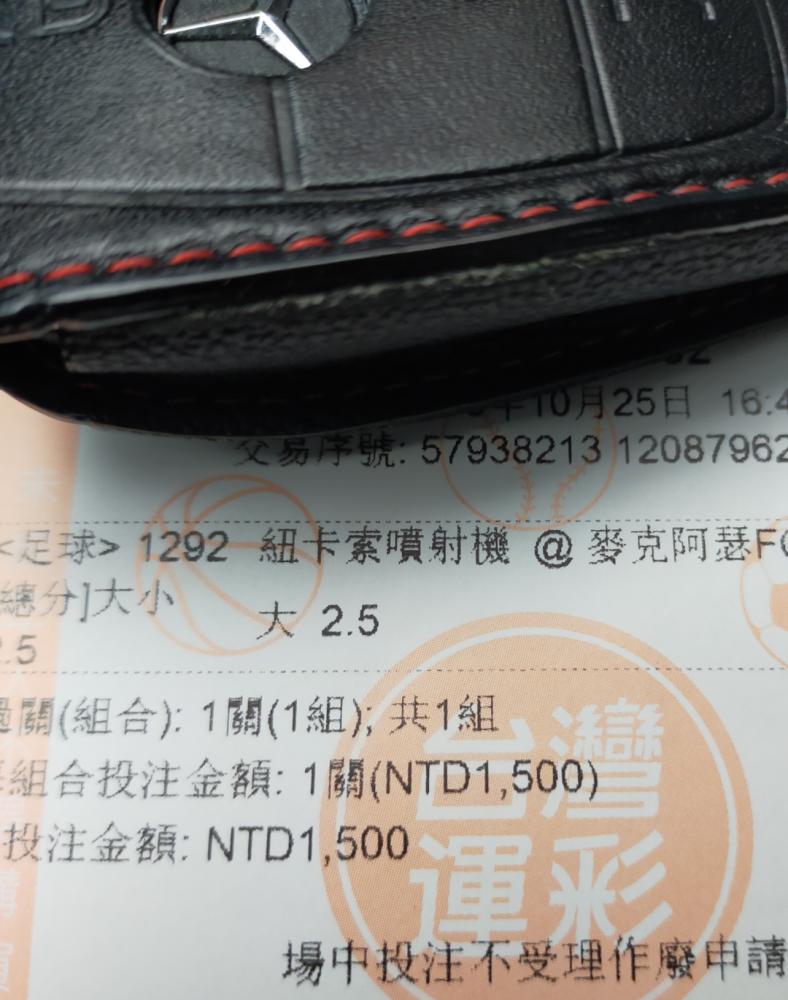 年10月25日 16:4
交易序號: 57938213 12087962
<足球> 1292 紐卡索噴射機 @ 麥克阿瑟FC
總分]大小 大 2.5
.5
過關(組合): 1關(1組); 共1組
組合投注金額: 1關(NTD1,500)
投注金額: NTD1,500
台灣
運彩
場中投注不受理作廢申請